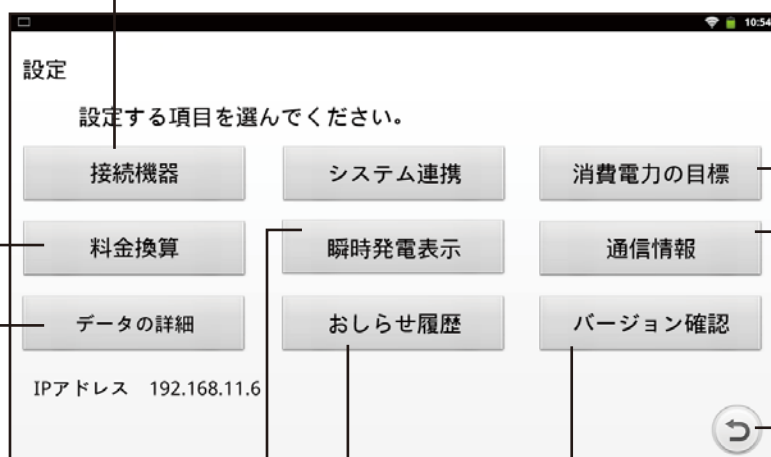 10:54
設定
設定する項目を選んでください。
接続機器 システム連携 消費電力の目標
料金換算 瞬時発電表示 通信情報
データの詳細 おしらせ履歴 バージョン確認
IPアドレス 192.168.11.6